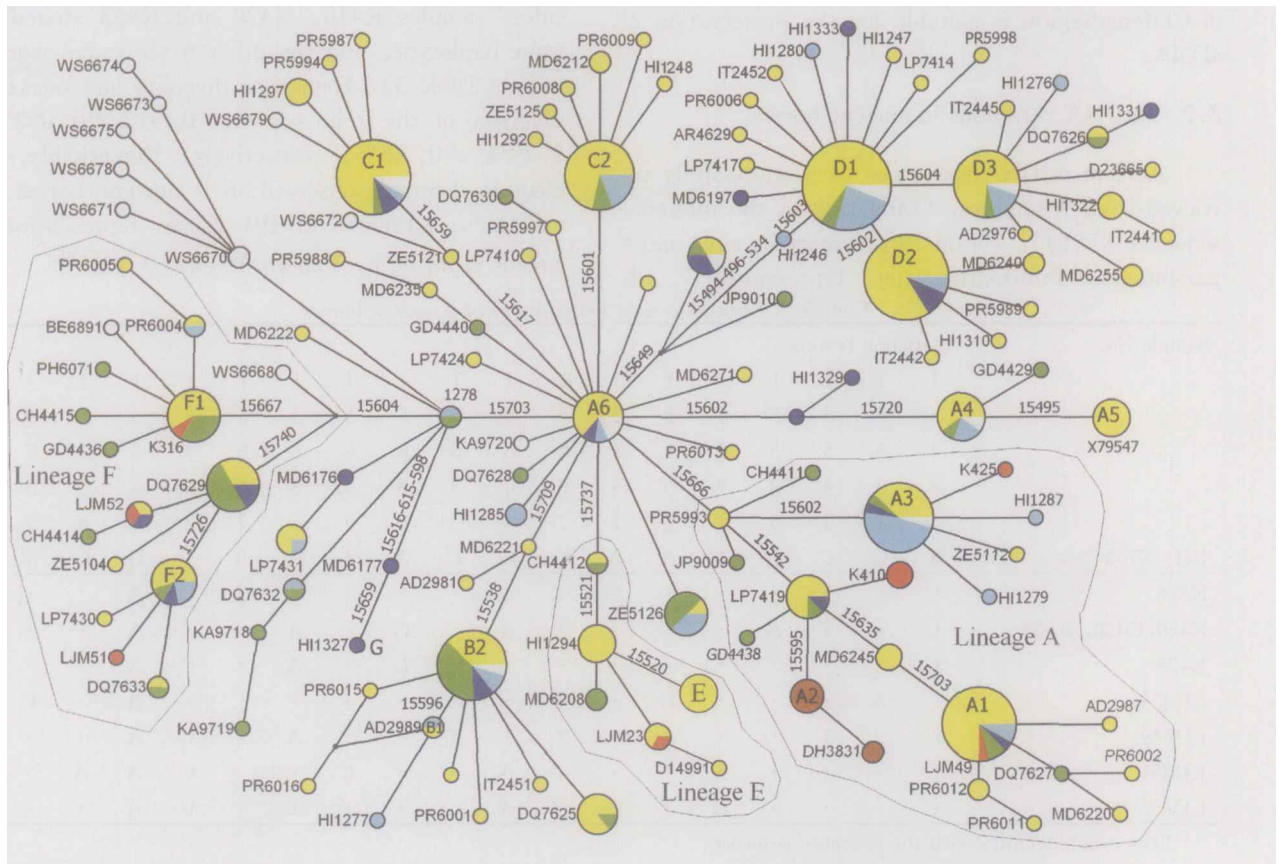 PR5987
PR6009
HI1333
HI1247
PR5998
WS6674
PR5994
MD6212
HI1280
LP7414
HI1276
HI1297
PR6008
HI1248
IT2452
IT2445
HI1331
WS6673
ZE5125
PR6006
DQ7626
WS6679
HI1292
AR4629
D23665
WS6675
C1
C2
D1
15604
D3
WS6678
LP7417
HI1322
WS6671
DQ7630
MD6197
IT2441
WS6672
15659
PR5997
15603
AD2976
WS6670
PR5988
ZE5121
LP7410
15601
HI1246
15602
D2
MD6240
MD6255
PR6005
MD6235
15617
15494-496-534
JP9010
PR5989
BE6891
PR6004
MD6222
GD4440
HI1310
WS6668
LP7424
15649
IT2442
PH6071
MD6271
HI1329
GD4429
F1
15667
15604
1278
15703
A6
15602
15720
A4
15495
A5
CH4415
X79547
GD4436
K316
15740
KA9720
PR6013
Lineage F
DQ7629
MD6176
DQ7628
15709
15737
15666
CH4411
K425
LJM52
15616-615-598
HI1285
A3
HI1287
CH4414
15726
PR5993
15602
ZE5104
MD6221
CH4412
15542
ZE5112
F2
LP7431
MD6177
AD2981
JP9009
K410
LP7430
DQ7632
15538
15521
ZE5126
LP7419
HI1279
KA9718
15659
HI1294
15635
Lineage A
LJM51
HI1327
G
B2
GD4438
15595
MD6245
DQ7633
15520
15703
PR6015
MD6208
E
A2
A1
AD2987
KA9719
15596
AD2989
B1
LJM23
DH3831
PR6002
LJM49
DQ7627
D14991
PR6012
PR6016
IT2451
Lineage E
HI1277
PR6001
DQ7625
PR6011
MD6220